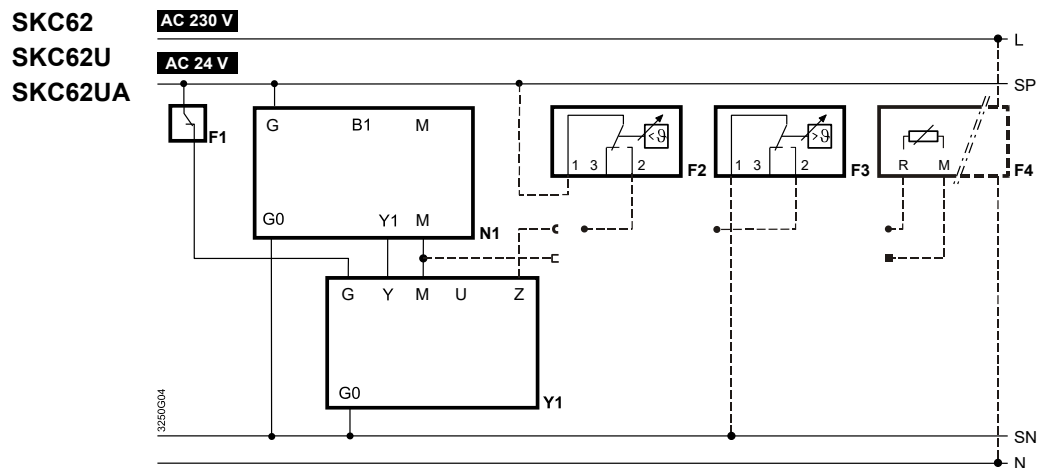 SKC62
SKC62U
SKC62UA
AC 230 V
L
AC 24 V
SP
F1
G B1 M
G0 Y1 M
N1
<ϑ
1 3 2
F2
>ϑ
1 3 2
F3
R M
F4
G Y M U Z
G0
Y1
3250G04
SN
N